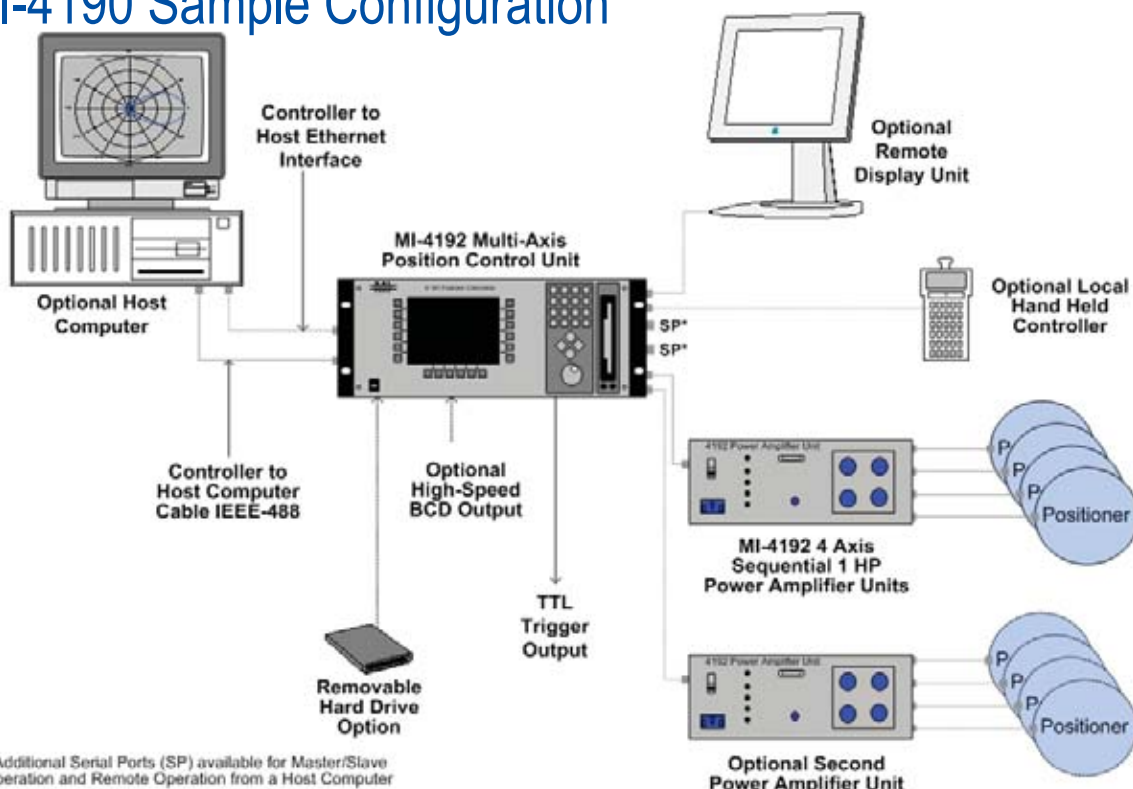 I-4190 Sample Configuration
Controller to
Host Ethernet
Interface
Optional
Remote
Display Unit
MI-4192 Multi-Axis
Position Control Unit
Optional Host
Computer
SP*
SP*
Optional Local
Hand Held
Controller
Controller to
Host Computer
Cable IEEE-488
Optional
High-Speed
BCD Output
4192 Power Amplifier Unit
P
P
P
Positioner
MI-4192 4 Axis
Sequential 1 HP
Power Amplifier Units
TTL
Trigger
Output
Removable
Hard Drive
Option
4192 Power Amplifier Unit
P
P
P
Positioner
Optional Second
Power Amplifier Unit
Additional Serial Ports (SP) available for Master/Slave
peration and Remote Operation from a Host Computer